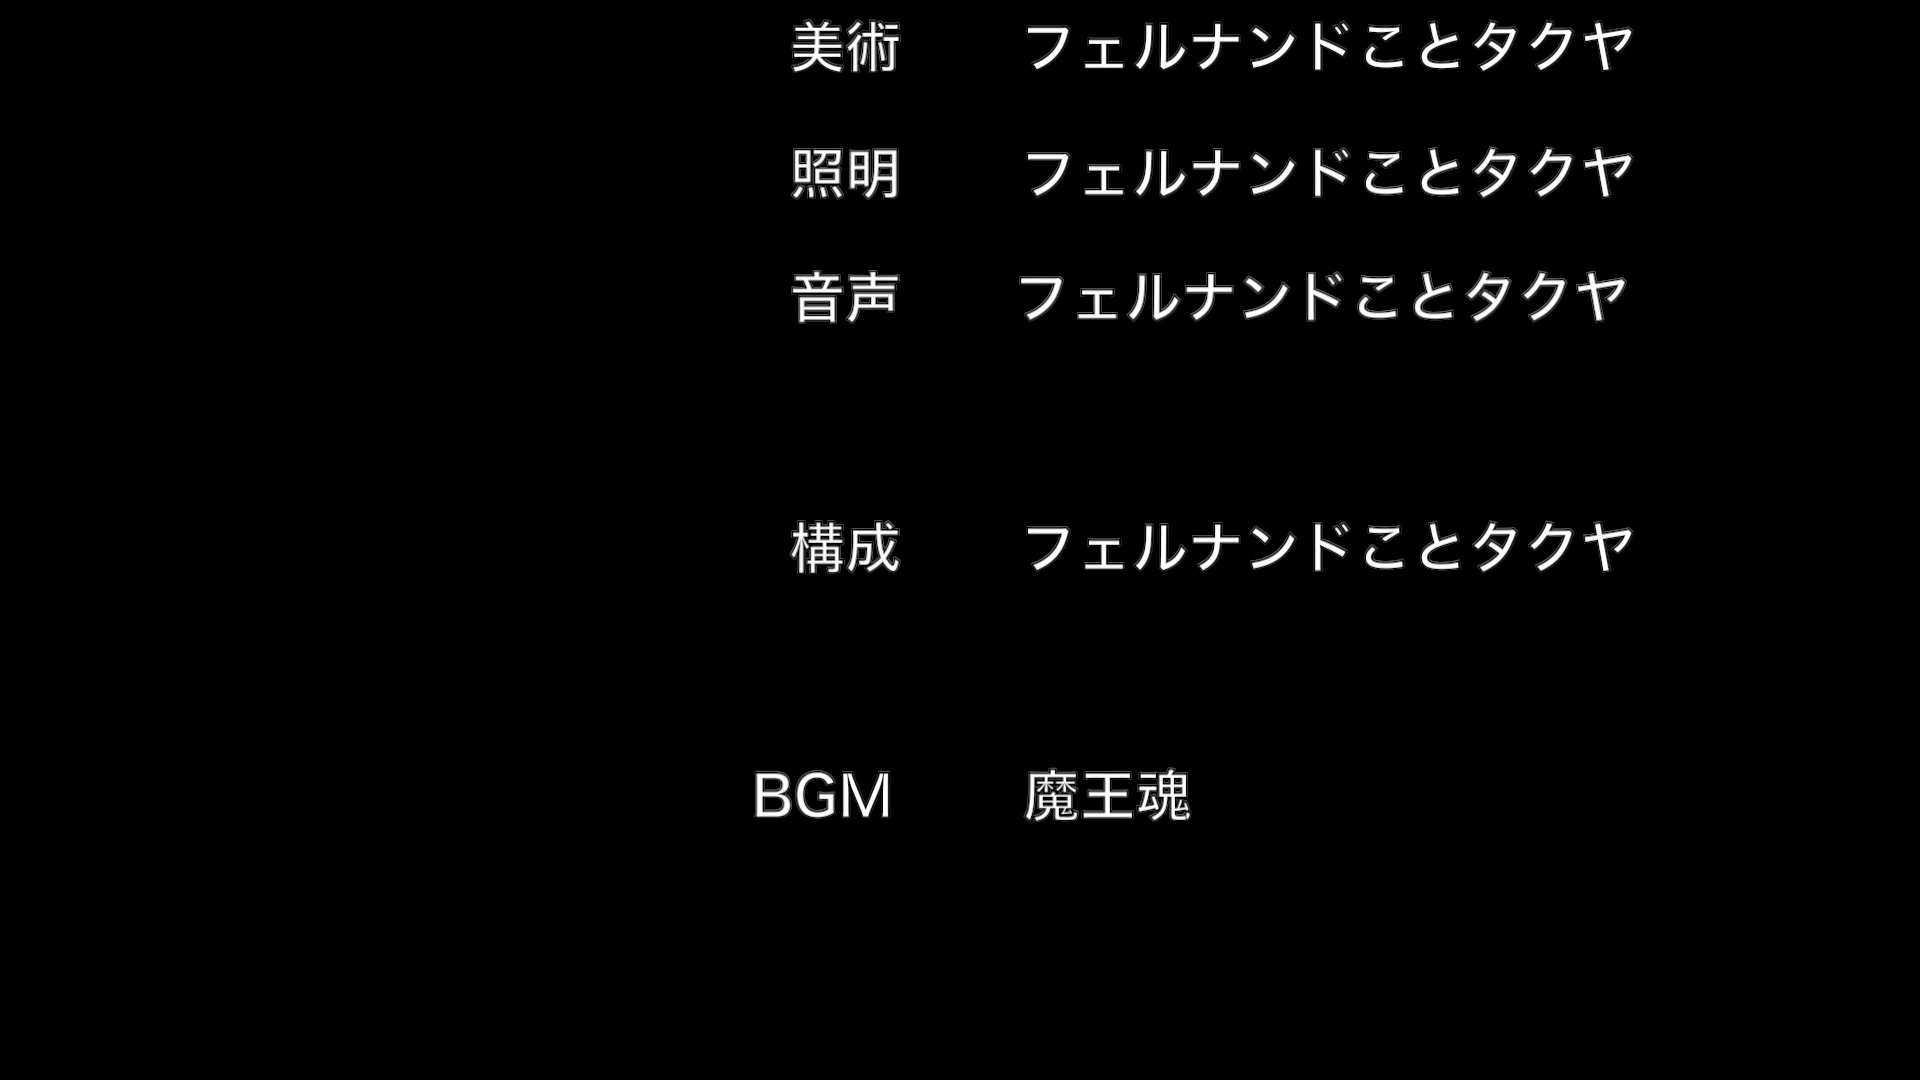 美術 フェルナンドことタクヤ
照明 フェルナンドことタクヤ
音声 フェルナンドことタクヤ
構成 フェルナンドことタクヤ
BGM 魔王魂